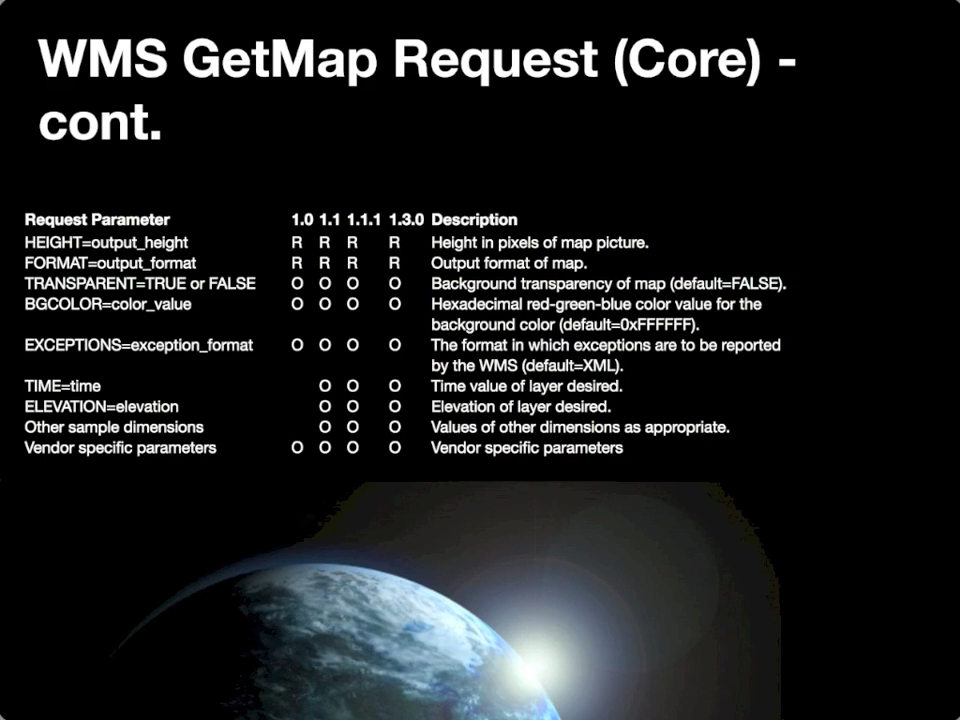 WMS GetMap Request (Core) -
cont.
Request Parameter 1.0 1.1 1.1.1 1.3.0 Description
HEIGHT=output_height R R R R Height in pixels of map picture.
FORMAT=output_format R R R R Output format of map.
TRANSPARENT=TRUE or FALSE O O O O Background transparency of map (default=FALSE).
BGCOLOR=color_value O O O O Hexadecimal red-green-blue color value for the
background color (default=0xFFFFFF).
EXCEPTIONS=exception_format O O O O The format in which exceptions are to be reported
by the WMS (default=XML).
TIME=time O O O Time value of layer desired.
ELEVATION=elevation O O O Elevation of layer desired.
Other sample dimensions O O O Values of other dimensions as appropriate.
Vendor specific parameters O O O O Vendor specific parameters